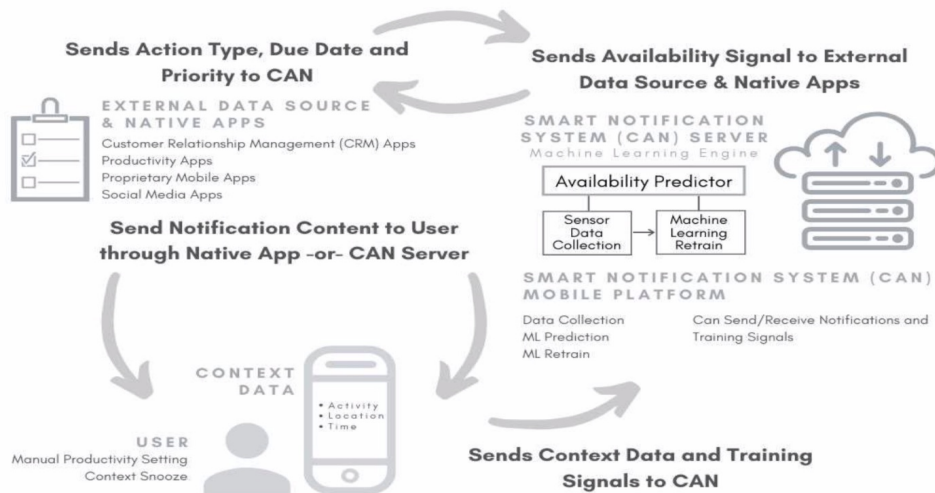 Sends Action Type, Due Date and
Priority to CAN
EXTERNAL DATA SOURCE
& NATIVE APPS
Customer Relationship Management (CRM) Apps
Productivity Apps
Proprietary Mobile Apps
Social Media Apps
Sends Availability Signal to External
Data Source & Native Apps
SMART NOTIFICATION
SYSTEM (CAN) SERVER
Machine Learning Engine
Availability Predictor
Sensor
Data
Collection
Machine
Learning
Retrain
Send Notification Content to User
through Native App -or- CAN Server
SMART NOTIFICATION SYSTEM (CAN)
MOBILE PLATFORM
Data Collection
ML Prediction
ML Retrain
Can Send/Receive Notifications and
Training Signals
CONTEXT
DATA
• Activity
• Location
• Time
USER
Manual Productivity Setting
Context Snooze
Sends Context Data and Training
Signals to CAN